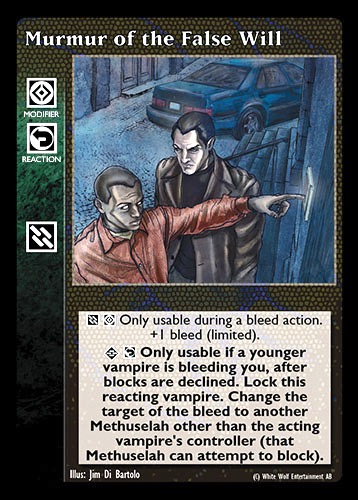 Murmur of the False Will
MODIFIER
REACTION
Only usable during a bleed action.
+1 bleed (limited).
Only usable if a younger
vampire is bleeding you, after
blocks are declined. Lock this
reacting vampire. Change the
target of the bleed to another
Methuselah other than the acting
vampire's controller (that
Methuselah can attempt to block).
Illus: Jim Di Bartolo
(C) White Wolf Entertainment AB